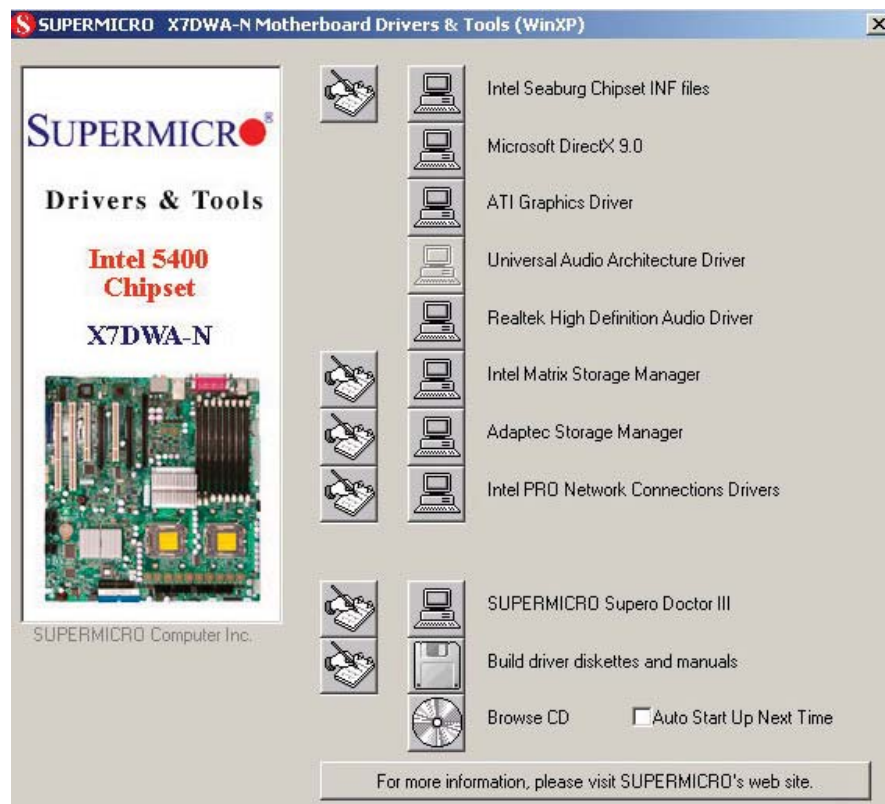 SUPERMICRO X7DWA-N Motherboard Drivers & Tools (WinXP)
SUPERMICRO®
Drivers & Tools
Intel 5400
Chipset
X7DWA-N
SUPERMICRO Computer Inc.
Intel Seaburg Chipset INF files
Microsoft DirectX 9.0
ATI Graphics Driver
Universal Audio Architecture Driver
Realtek High Definition Audio Driver
Intel Matrix Storage Manager
Adaptec Storage Manager
Intel PRO Network Connections Drivers
SUPERMICRO Supero Doctor III
Build driver diskettes and manuals
Browse CD
Auto Start Up Next Time
For more information, please visit SUPERMICRO's web site.